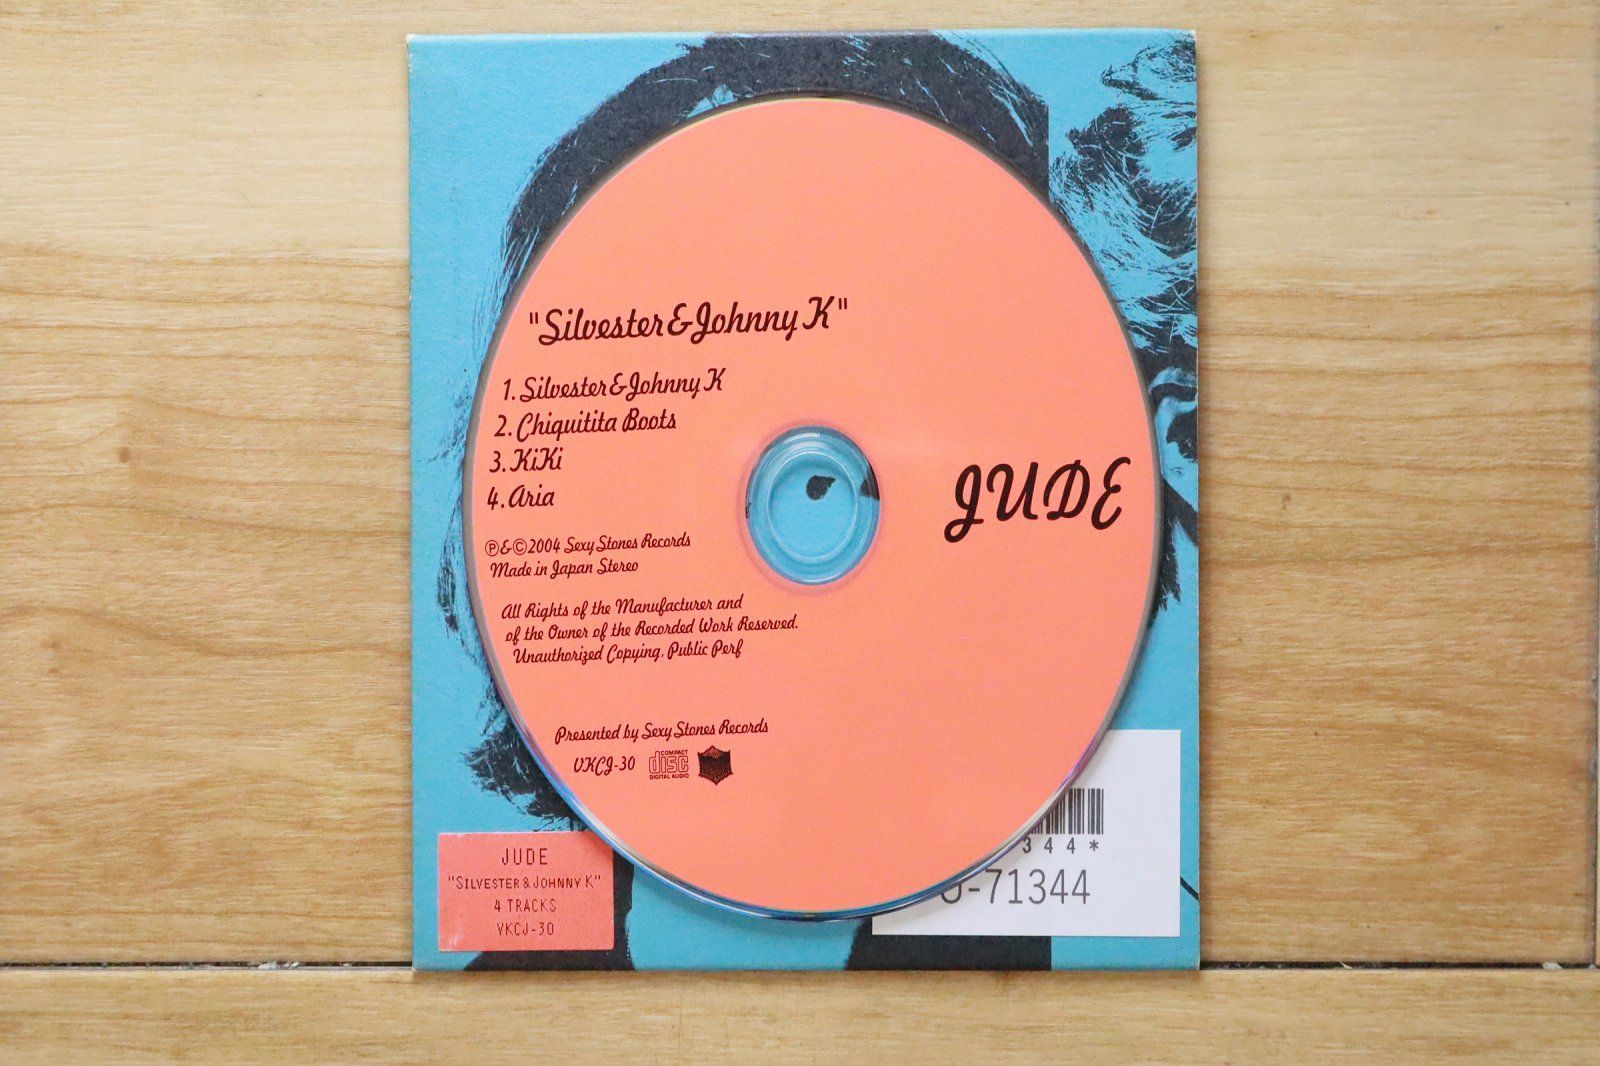 "Silvester&Johnny K"
1. Silvester&Johnny K
2. Chiquitita Boots
3. KiKi
4. Aria
Ⓟ&©2004 Sexy Stones Records
Made in Japan Stereo
All Rights of the Manufacturer and
of the Owner of the Recorded Work Reserved.
Unauthorized Copying, Public Perf
Presented by Sexy Stones Records
VKCJ-30
COMPACT
disc
DIGITAL AUDIO
JUDE
JUDE
"SILVESTER & JOHNNY K"
4 TRACKS
VKCJ-30
344*
-71344